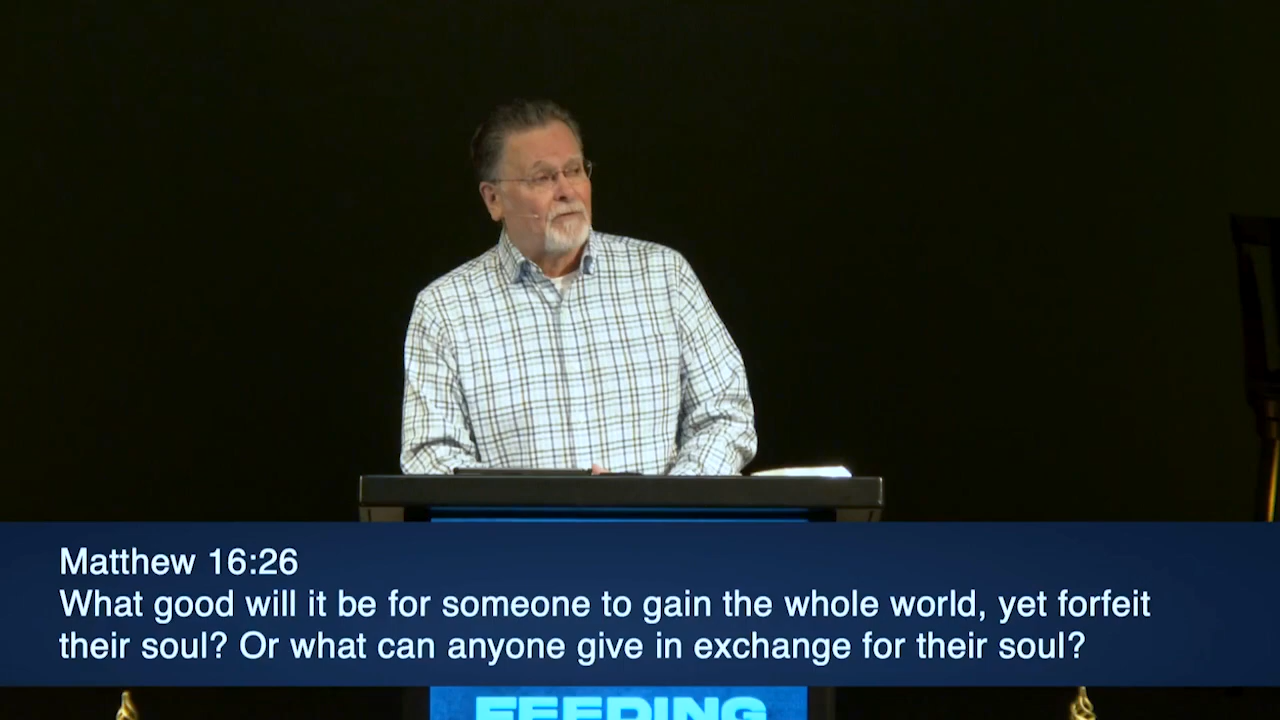 Matthew 16:26
What good will it be for someone to gain the whole world, yet forfeit
their soul? Or what can anyone give in exchange for their soul?
FEEDING